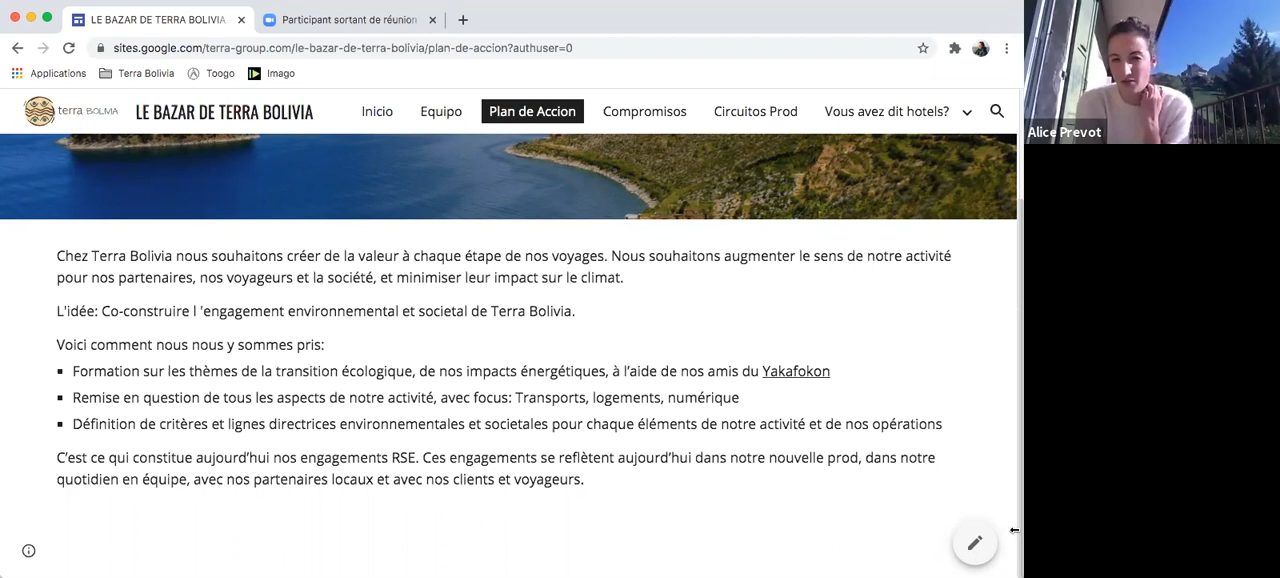 LE BAZAR DE TERRA BOLIVIA
Participant sortant de réunion
sites.google.com/terra-group.com/le-bazar-de-terra-bolivia/plan-de-accion?authuser=0
Applications Terra Bolivia Toogo Imago
terra BOLIVIA LE BAZAR DE TERRA BOLIVIA Inicio Equipo Plan de Accion Compromisos Circuitos Prod Vous avez dit hotels?
Alice Prevot
Chez Terra Bolivia nous souhaitons créer de la valeur à chaque étape de nos voyages. Nous souhaitons augmenter le sens de notre activité
pour nos partenaires, nos voyageurs et la société, et minimiser leur impact sur le climat.
L'idée: Co-construire l 'engagement environnemental et societal de Terra Bolivia.
Voici comment nous nous y sommes pris:
▪ Formation sur les thèmes de la transition écologique, de nos impacts énergétiques, à l'aide de nos amis du Yakafokon
▪ Remise en question de tous les aspects de notre activité, avec focus: Transports, logements, numérique
▪ Définition de critères et lignes directrices environnementales et societales pour chaque éléments de notre activité et de nos opérations
C'est ce qui constitue aujourd'hui nos engagements RSE. Ces engagements se reflètent aujourd'hui dans notre nouvelle prod, dans notre
quotidien en équipe, avec nos partenaires locaux et avec nos clients et voyageurs.